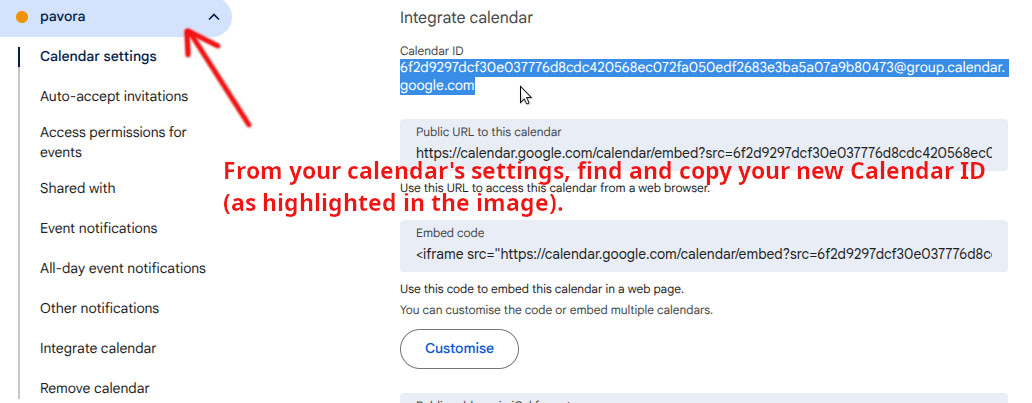 pavora
Calendar settings
Auto-accept invitations
Access permissions for
events
Shared with
Event notifications
All-day event notifications
Other notifications
Integrate calendar
Remove calendar
Integrate calendar
Calendar ID
6f2d9297dcf30e037776d8cdc420568ec072fa050edf2683e3ba5a07a9b80473@group.calendar.
google.com
Public URL to this calendar
https://calendar.google.com/calendar/embed?src=6f2d9297dcf30e037776d8cdc420568ec0
From your calendar's settings, find and copy your new Calendar ID
Use this URL to access this calendar from a web browser.
(as highlighted in the image).
Embed code
<iframe src="https://calendar.google.com/calendar/embed?src=6f2d9297dcf30e037776d8c
Use this code to embed this calendar in a web page.
You can customise the code or embed multiple calendars.
Customise